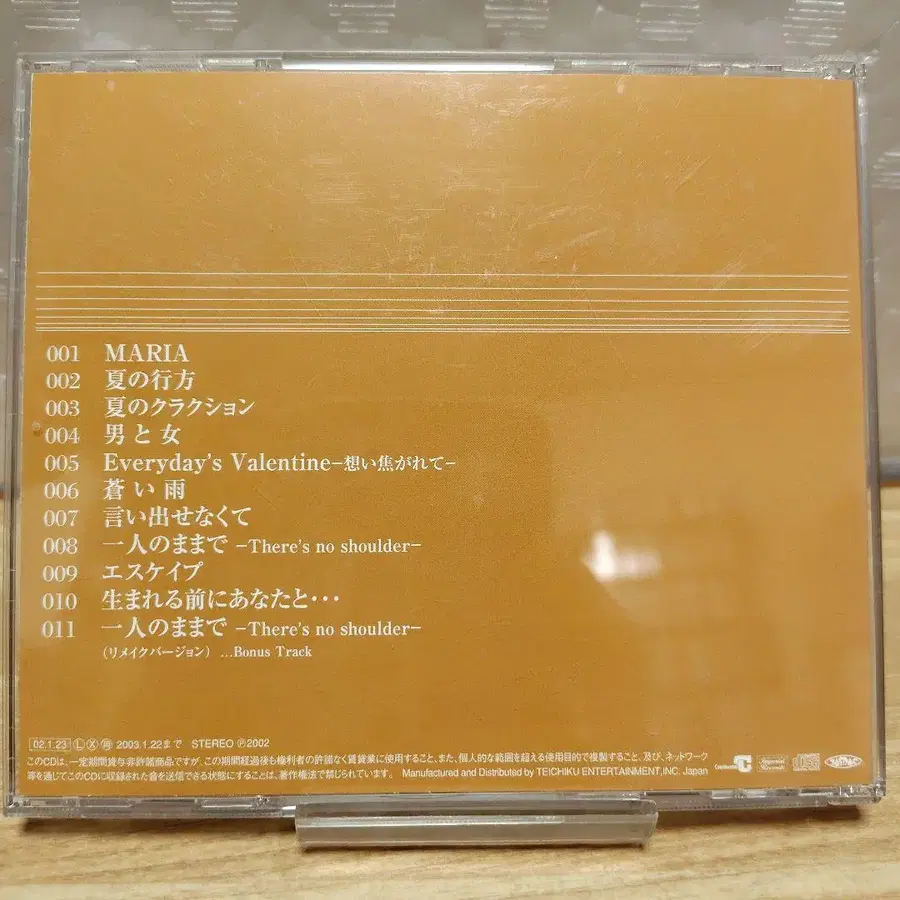 001 MARIA
002 夏の行方
003 夏のクラクション
004 男と女
005 Everyday's Valentine–想い焦がれて–
006 蒼い雨
007 言い出せなくて
008 一人のままで –There's no shoulder–
009 エスケイプ
010 生まれる前にあなたと･･･
011 一人のままで –There's no shoulder–
（リメイクバージョン）…Bonus Track
02.1.23 Ⓛ Ⓧ 2003.1.22まで STEREO ℗2002
このCDは、一定期間貸与非許諾商品ですが、この期間経過後も権利者の許諾なく賃貸業に使用すること、また、個人的な範囲を超える使用目的で複製すること、及び、ネットワーク
等を通じてこのCDに収録された音を送信できる状態にすることは、著作権法で禁じられています。 Manufactured and Distributed by TEICHIKU ENTERTAINMENT,INC. Japan